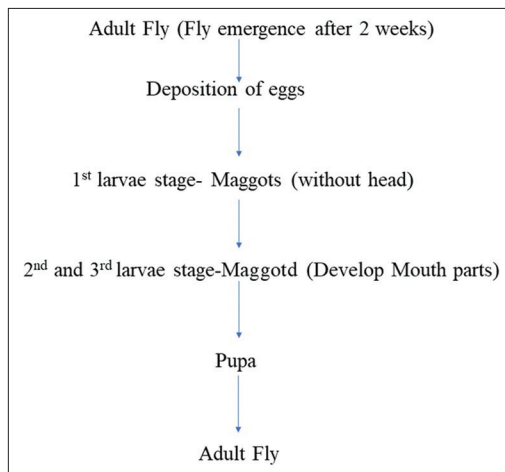 Adult Fly (Fly emergence after 2 weeks)
Deposition of eggs
1st larvae stage- Maggots (without head)
2nd and 3rd larvae stage-Maggotd (Develop Mouth parts)
Pupa
Adult Fly